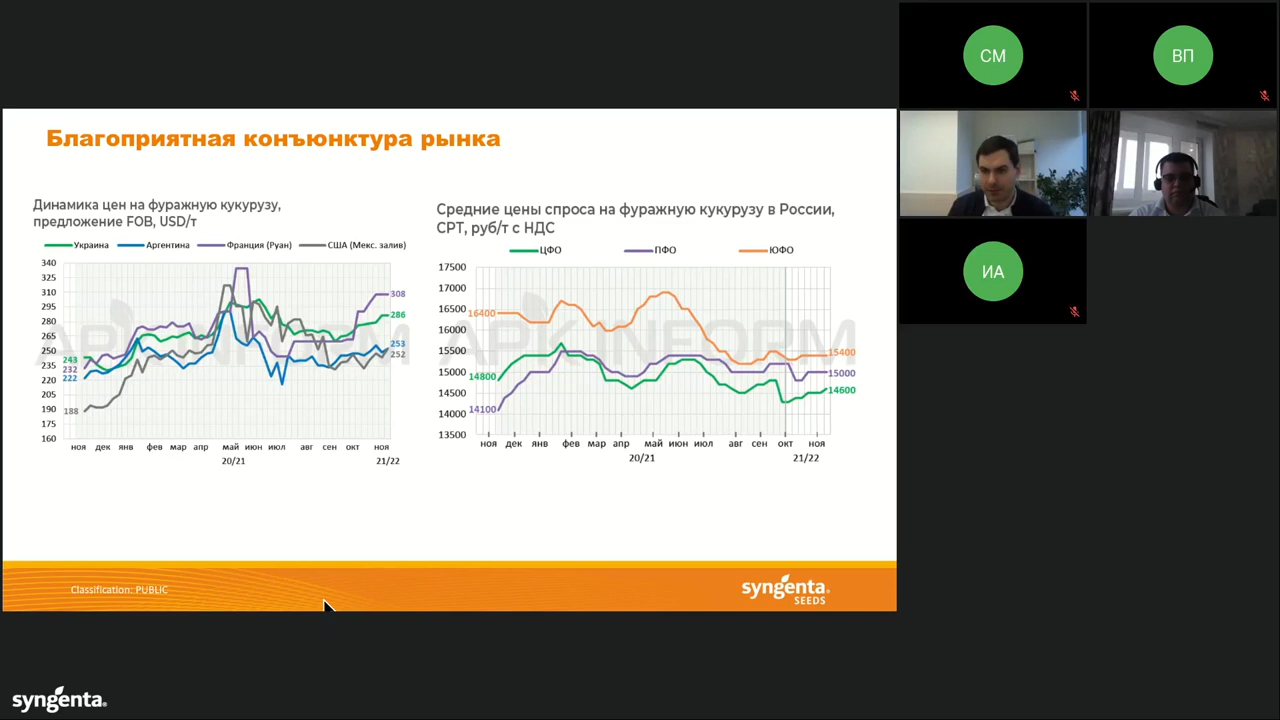 Благоприятная конъюнктура рынка
Динамика цен на фуражную кукурузу,
предложение FOB, USD/т
Украина Аргентина Франция (Руан) США (Мекс. залив)
340
325
310
295
280
265
250
235
220
205
190
175
160
243
232
222
188
308
286
253
252
ноя дек янв фев мар апр май июн июл авг сен окт ноя
20/21 21/22
Средние цены спроса на фуражную кукурузу в России,
СРТ, руб/т с НДС
ЦФО ПФО ЮФО
17500
17000
16500
16000
15500
15000
14500
14000
13500
16400
14800
14100
15400
15000
14600
ноя дек янв фев мар апр май июн июл авг сен окт ноя
20/21 21/22
APK-INFORM
APK-INFORM
Classification: PUBLIC
syngenta
SEEDS
syngenta
СМ
ВП
ИА